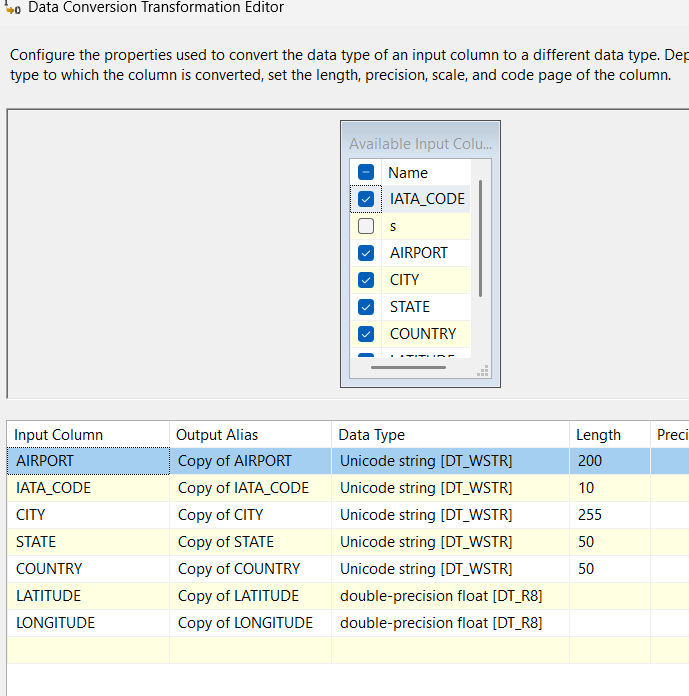 Data Conversion Transformation Editor
Configure the properties used to convert the data type of an input column to a different data type. Dep
type to which the column is converted, set the length, precision, scale, and code page of the column.
Available Input Colu...
Name
IATA_CODE
s
AIRPORT
CITY
STATE
COUNTRY
LATITUDE
Input Column Output Alias Data Type Length Preci
AIRPORT Copy of AIRPORT Unicode string [DT_WSTR] 200
IATA_CODE Copy of IATA_CODE Unicode string [DT_WSTR] 10
CITY Copy of CITY Unicode string [DT_WSTR] 255
STATE Copy of STATE Unicode string [DT_WSTR] 50
COUNTRY Copy of COUNTRY Unicode string [DT_WSTR] 50
LATITUDE Copy of LATITUDE double-precision float [DT_R8]
LONGITUDE Copy of LONGITUDE double-precision float [DT_R8]